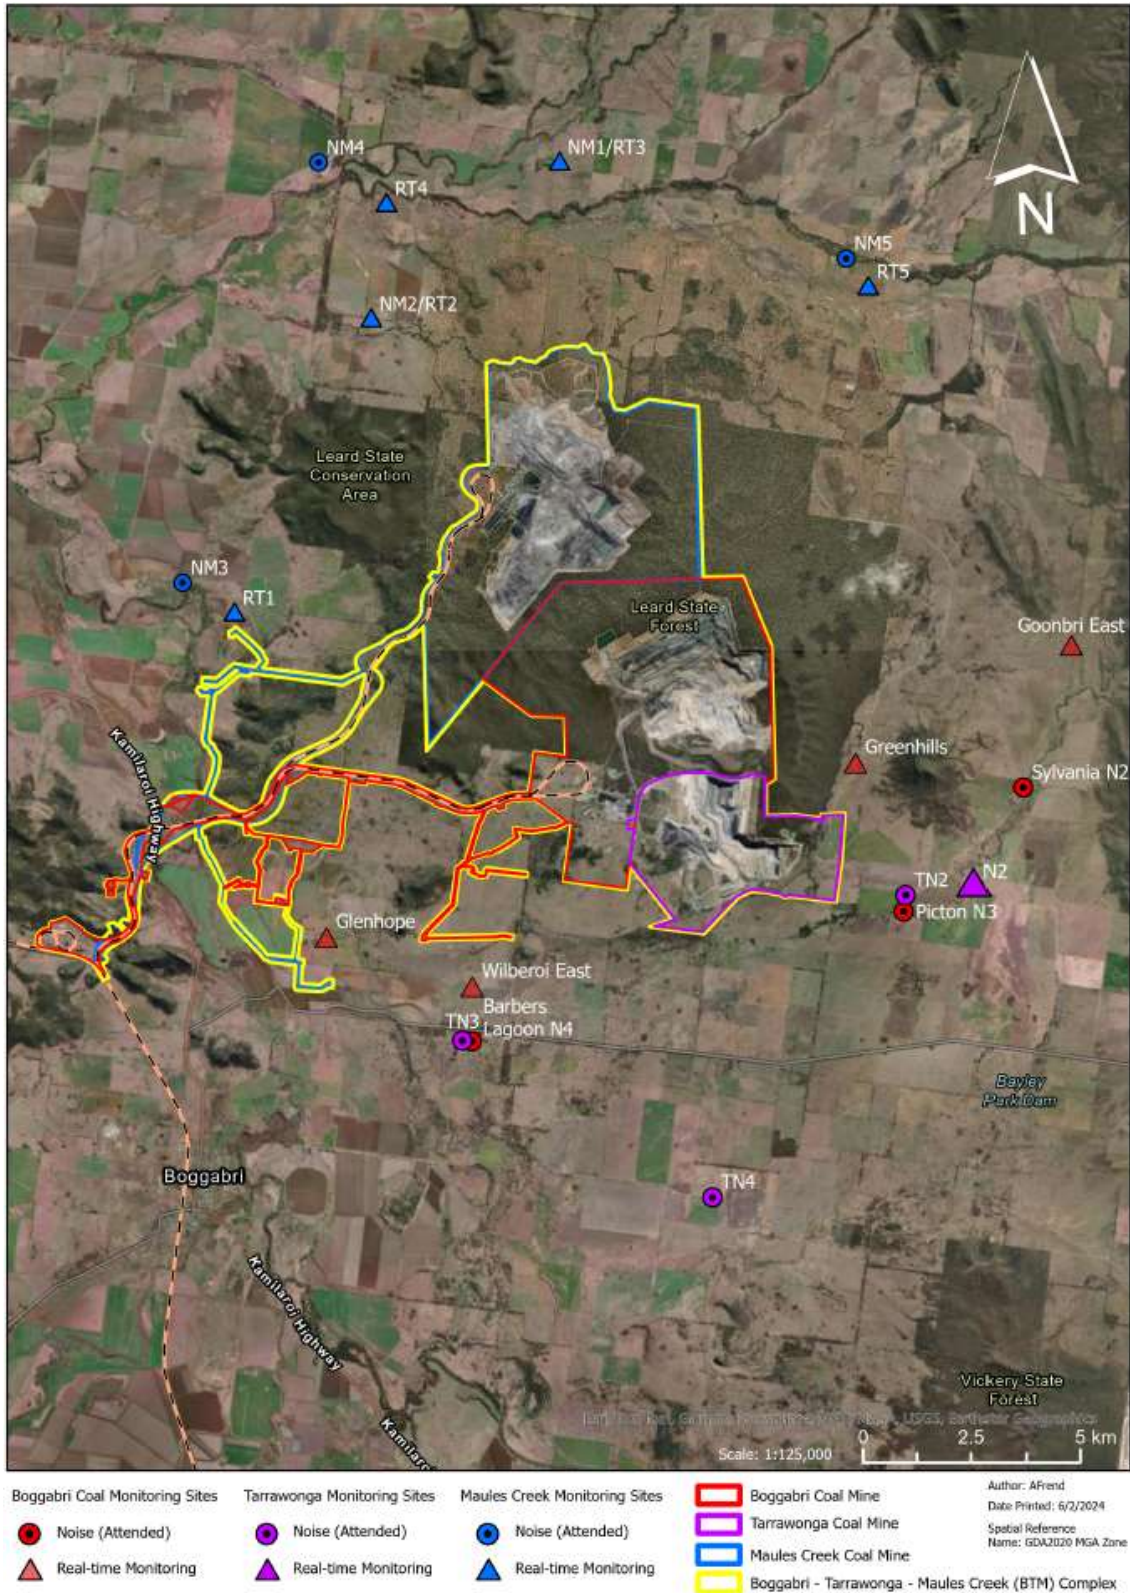 N
NM4
NM1/RT3
RT4
NM5
RT5
NM2/RT2
Leard State
Conservation
Area
NM3
RT1
Leard State
Forest
Goonbri East
Kamilaroi Highway
Greenhills
Sylvania N2
N2
TN2
Picton N3
Glenhope
Wilberoi East
Barbers
TN3
Lagoon N4
Bayley
Park Dam
Boggabri
TN4
Kamilaroi Highway
Kamilaroi
Vickery State
Forest
USGS, Earthstar Geographics
Scale: 1:125,000
0 2.5 5 km
Boggabri Coal Monitoring Sites
Noise (Attended)
Real-time Monitoring
Tarrawonga Monitoring Sites
Noise (Attended)
Real-time Monitoring
Maules Creek Monitoring Sites
Noise (Attended)
Real-time Monitoring
Boggabri Coal Mine
Tarrawonga Coal Mine
Maules Creek Coal Mine
Boggabri - Tarrawonga - Maules Creek (BTM) Complex
Author: AFrend
Date Printed: 6/2/2024
Spatial Reference
Name: GDA2020 MGA Zone